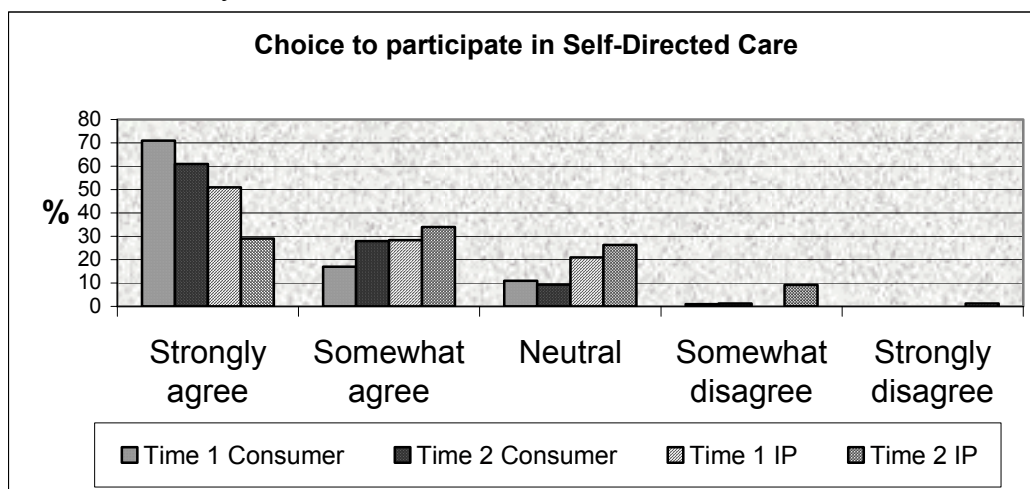 Choice to participate in Self-Directed Care
80
70
60
50
40
30
20
10
0
%
Strongly agree
Somewhat agree
Neutral
Somewhat disagree
Strongly disagree
Time 1 Consumer
Time 2 Consumer
Time 1 IP
Time 2 IP